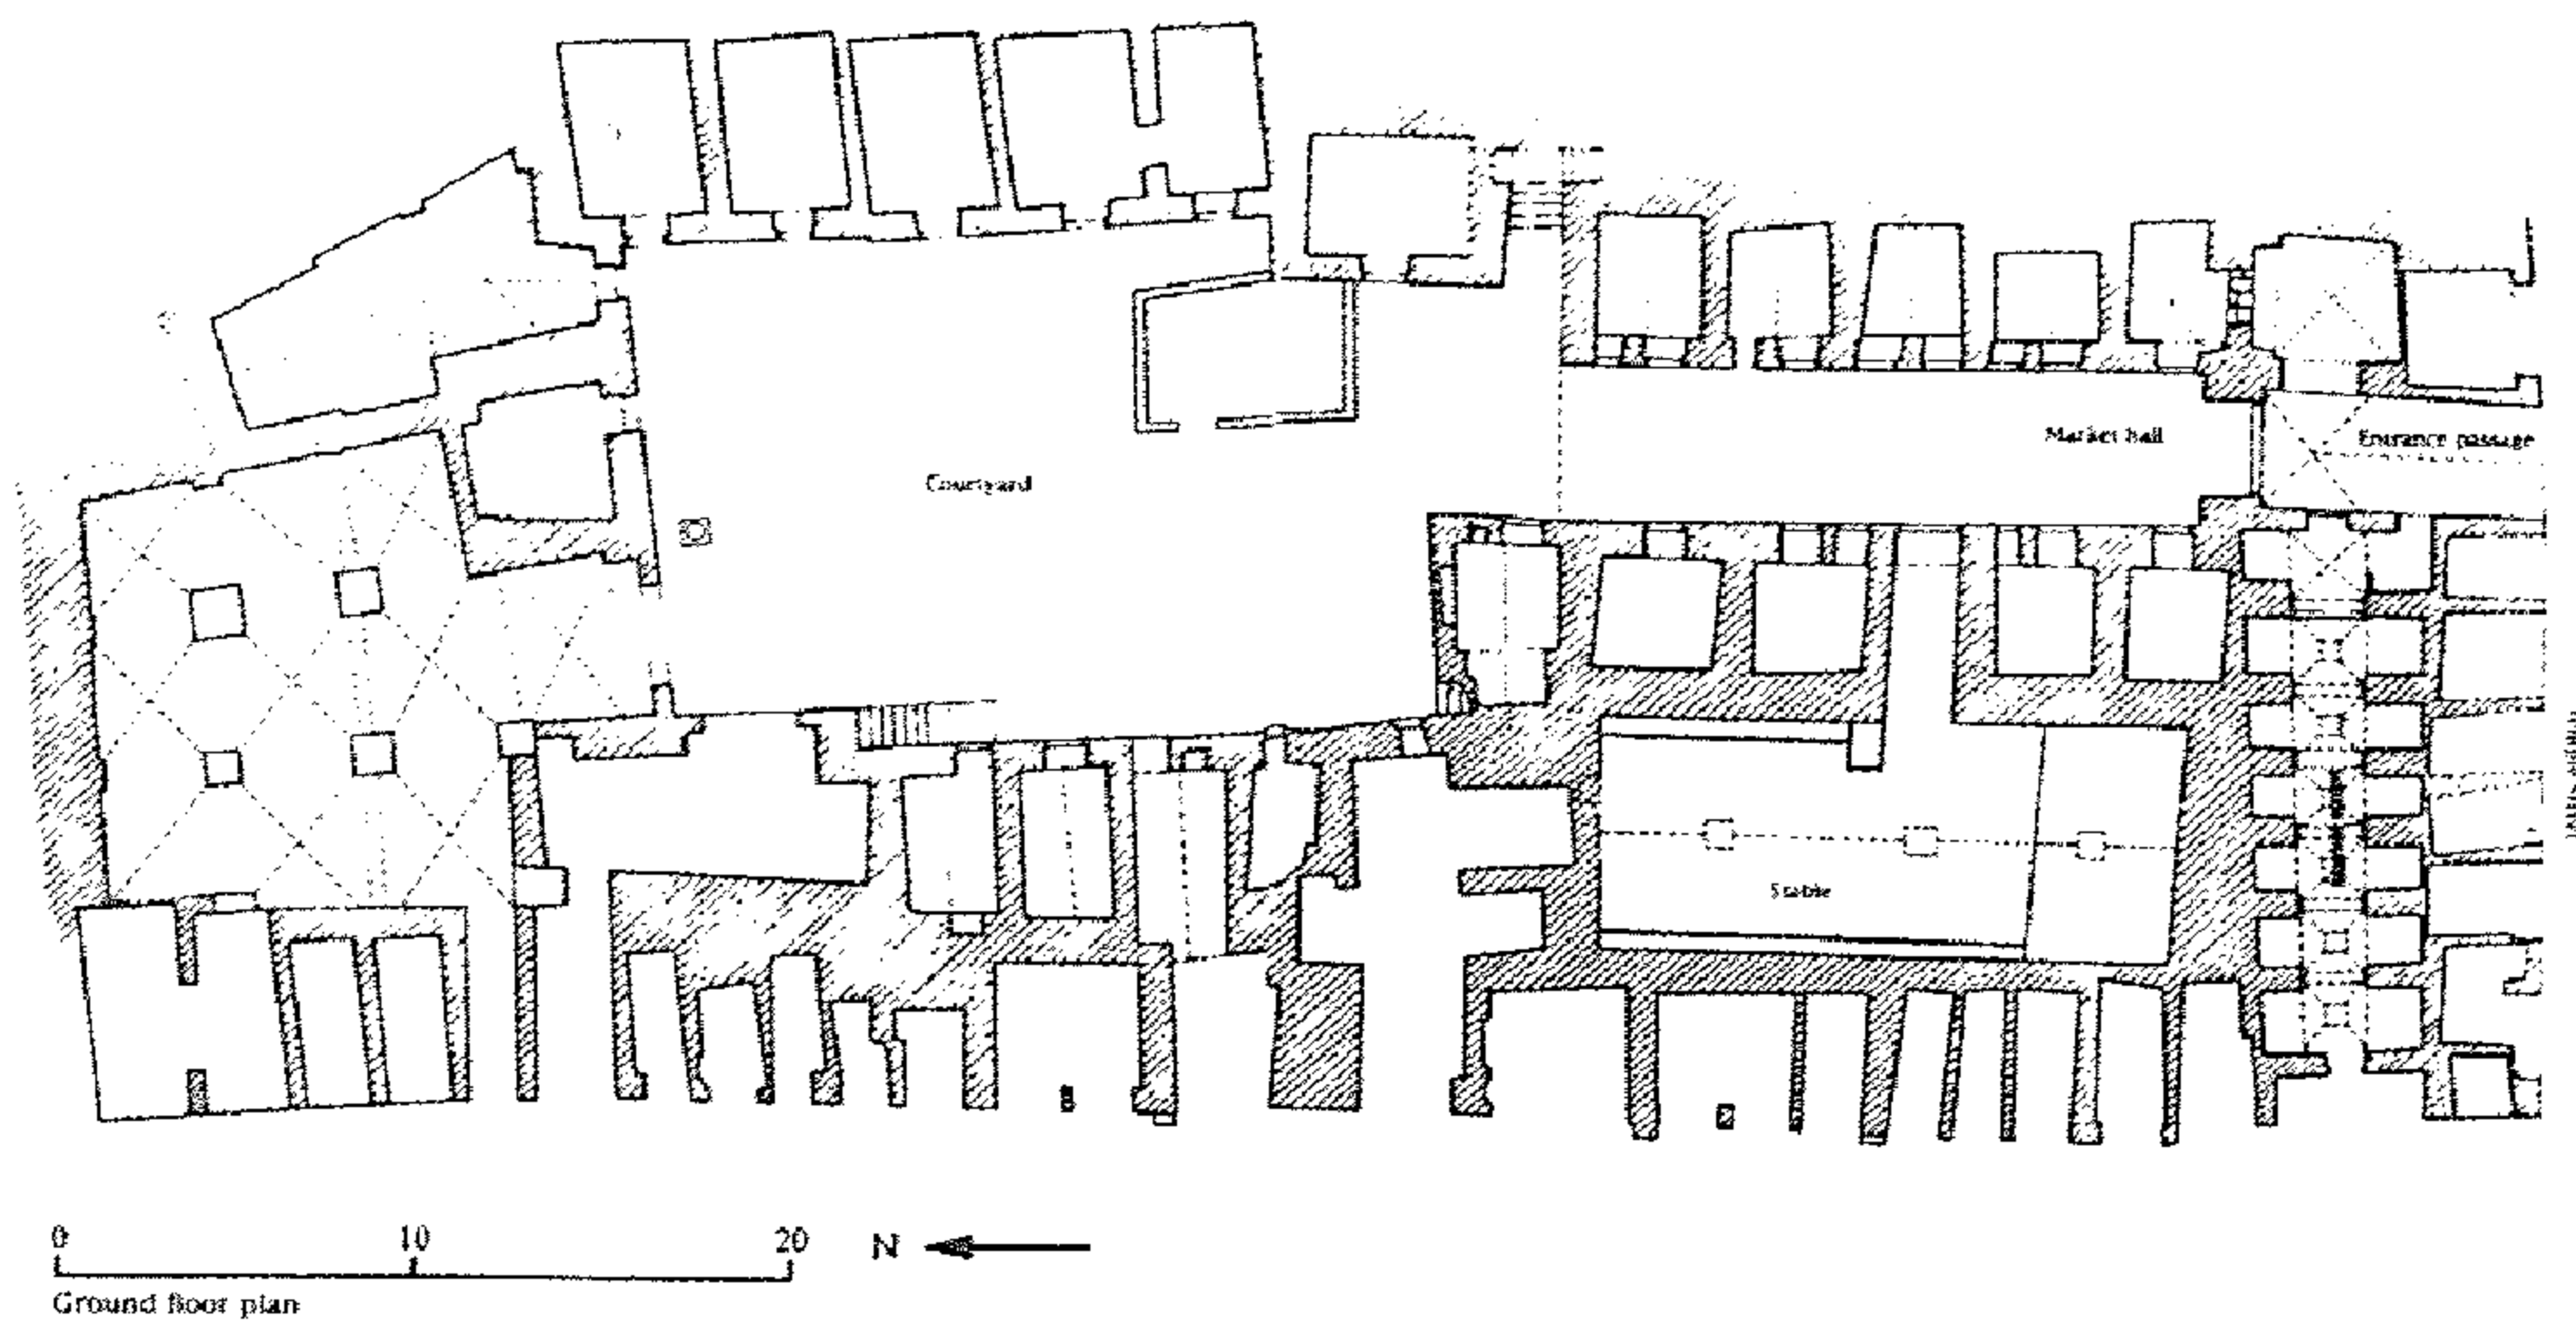 Market hall
Entrance passage
Courtyard
Stable
0 10 20
N
Ground floor plan